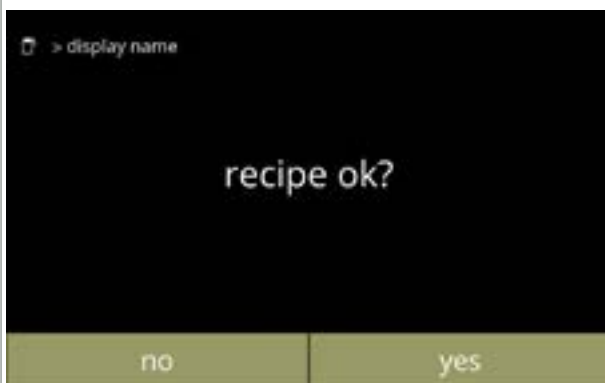 > display name
recipe ok?
no
yes